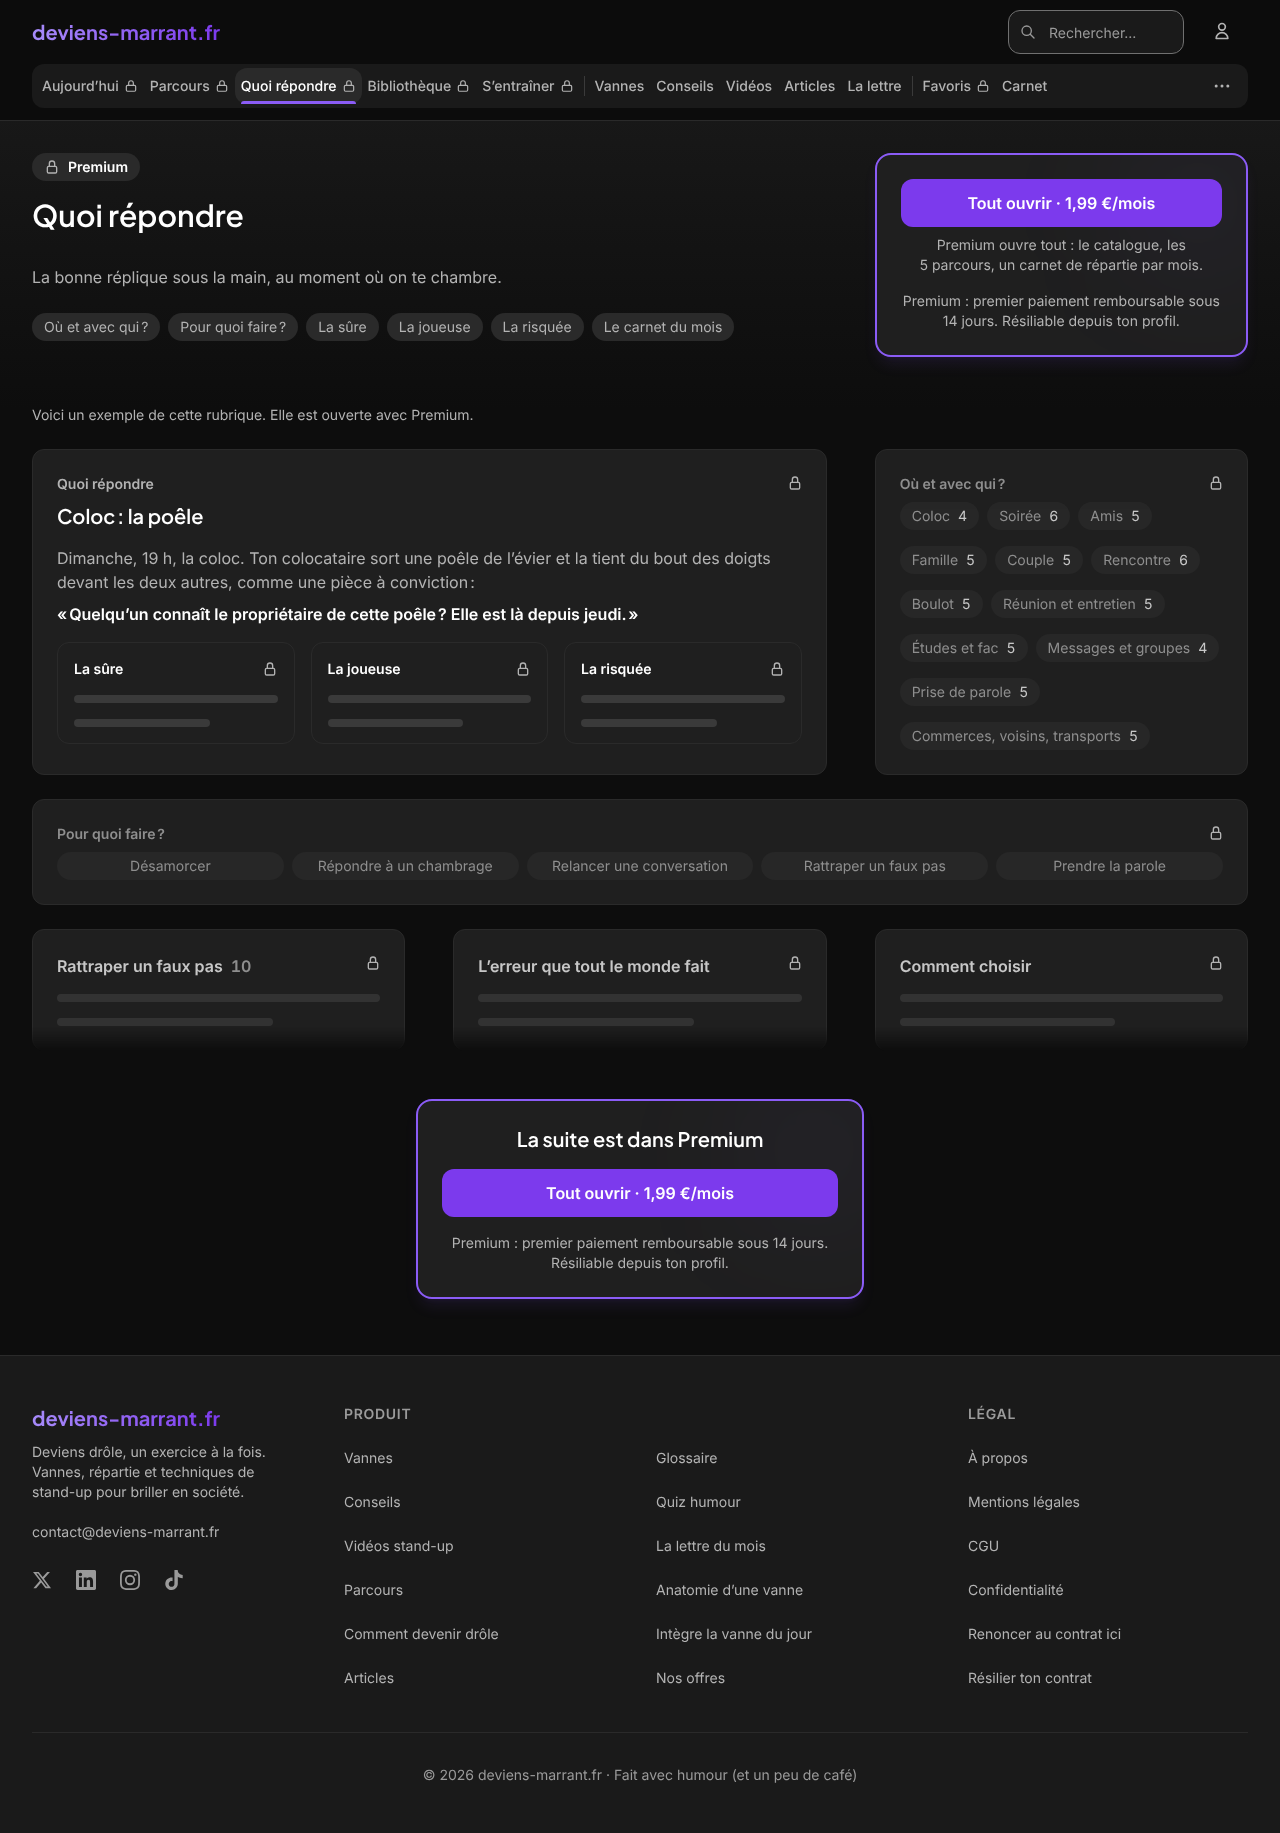 deviens-marrant.fr
Rechercher...
Aujourd’hui Parcours Quoi répondre Bibliothèque S’entraîner Vannes Conseils Vidéos Articles La lettre Favoris Carnet
Premium
Quoi répondre
La bonne réplique sous la main, au moment où on te chambre.
Où et avec qui ? Pour quoi faire ? La sûre La joueuse La risquée Le carnet du mois
Tout ouvrir · 1,99 €/mois
Premium ouvre tout : le catalogue, les
5 parcours, un carnet de répartie par mois.
Premium : premier paiement remboursable sous
14 jours. Résiliable depuis ton profil.
Voici un exemple de cette rubrique. Elle est ouverte avec Premium.
Quoi répondre
Coloc : la poêle
Dimanche, 19 h, la coloc. Ton colocataire sort une poêle de l’évier et la tient du bout des doigts
devant les deux autres, comme une pièce à conviction :
« Quelqu’un connaît le propriétaire de cette poêle ? Elle est là depuis jeudi. »
La sûre
La joueuse
La risquée
Où et avec qui ?
Coloc 4 Soirée 6 Amis 5
Famille 5 Couple 5 Rencontre 6
Boulot 5 Réunion et entretien 5
Études et fac 5 Messages et groupes 4
Prise de parole 5
Commerces, voisins, transports 5
Pour quoi faire ?
Désamorcer Répondre à un chambrage Relancer une conversation Rattraper un faux pas Prendre la parole
Rattraper un faux pas 10
L’erreur que tout le monde fait
Comment choisir
La suite est dans Premium
Tout ouvrir · 1,99 €/mois
Premium : premier paiement remboursable sous 14 jours.
Résiliable depuis ton profil.
deviens-marrant.fr
Deviens drôle, un exercice à la fois.
Vannes, répartie et techniques de
stand-up pour briller en société.
contact@deviens-marrant.fr
PRODUIT
Vannes
Conseils
Vidéos stand-up
Parcours
Comment devenir drôle
Articles
Glossaire
Quiz humour
La lettre du mois
Anatomie d’une vanne
Intègre la vanne du jour
Nos offres
LÉGAL
À propos
Mentions légales
CGU
Confidentialité
Renoncer au contrat ici
Résilier ton contrat
© 2026 deviens-marrant.fr · Fait avec humour (et un peu de café)